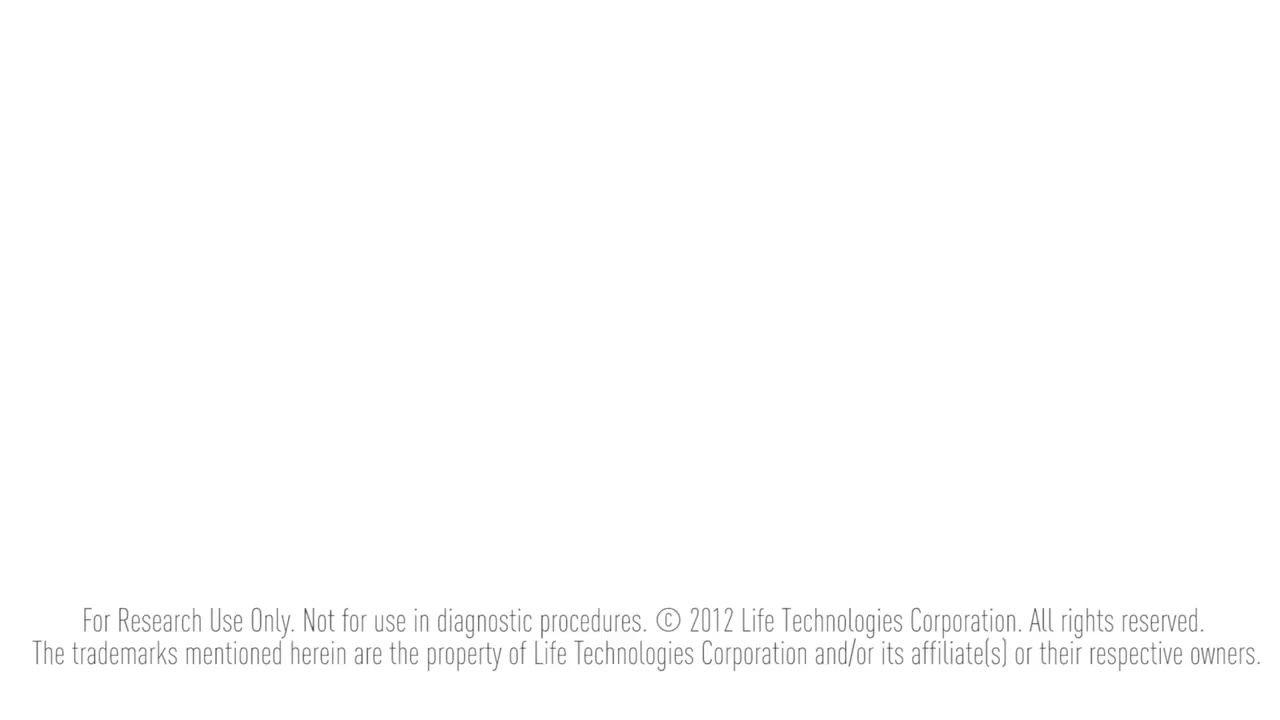 For Research Use Only. Not for use in diagnostic procedures. © 2012 Life Technologies Corporation. All rights reserved.
The trademarks mentioned herein are the property of Life Technologies Corporation and/or its affiliate(s) or their respective owners.